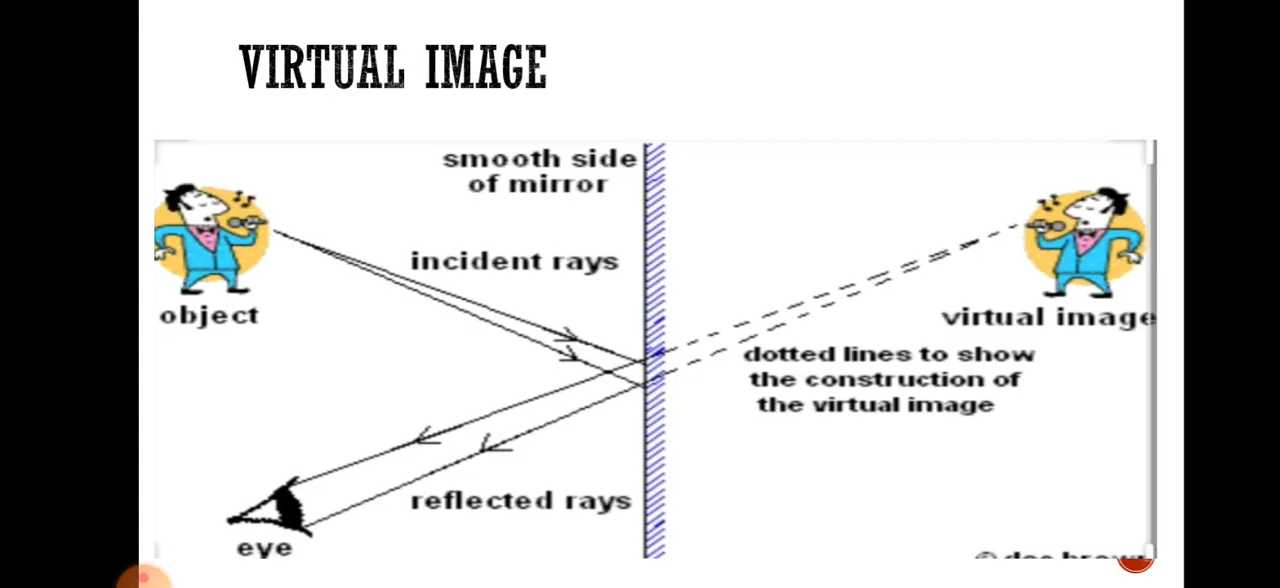 VIRTUAL IMAGE
smooth side
of mirror
incident rays
object
virtual image
dotted lines to show
the construction of
the virtual image
reflected rays
eye